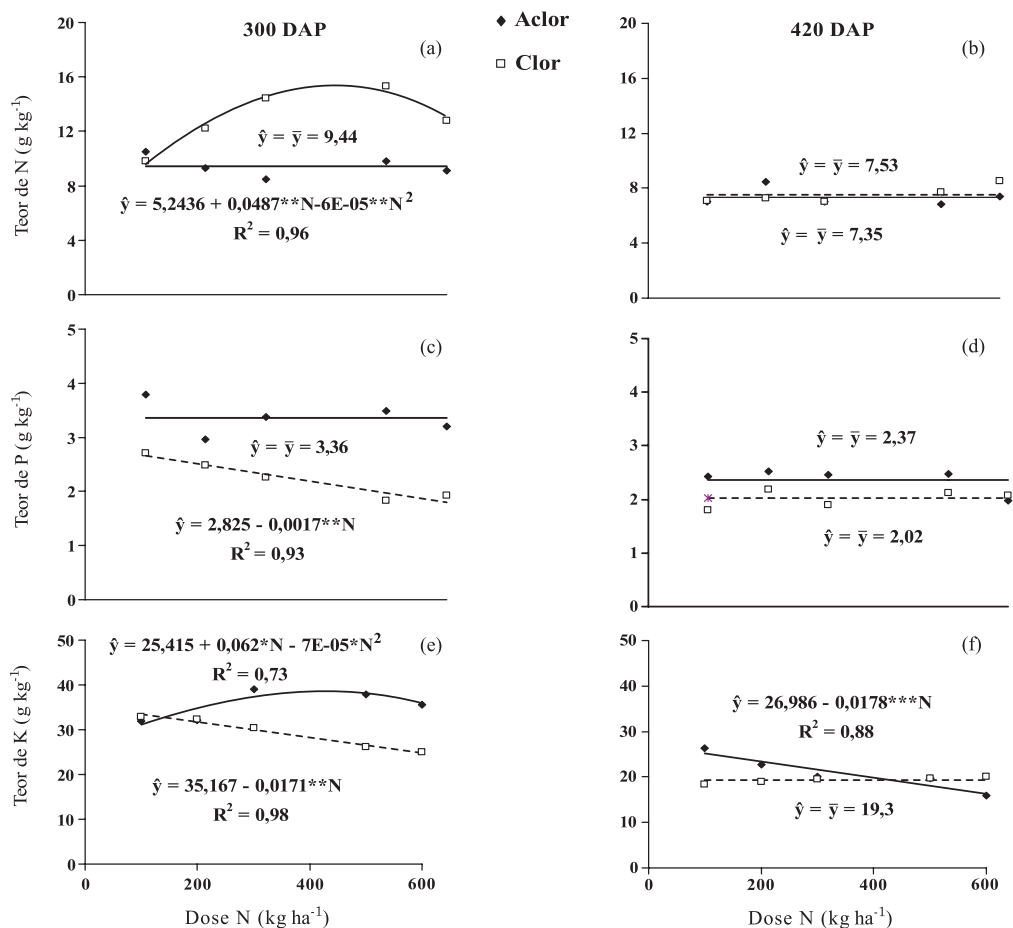 300 DAP
(a)
20
16
12
8
4
0
Teor de N (g kg⁻¹)
ŷ = ȳ = 9,44
ŷ = 5,2436 + 0,0487**N-6E-05**N²
R² = 0,96
Aclor
Clor
420 DAP
(b)
20
16
12
8
4
0
ŷ = ȳ = 7,53
ŷ = ȳ = 7,35
(c)
5
4
3
2
1
0
Teor de P (g kg⁻¹)
ŷ = ȳ = 3,36
ŷ = 2,825 - 0,0017**N
R² = 0,93
(d)
5
4
3
2
1
0
ŷ = ȳ = 2,37
ŷ = ȳ = 2,02
(e)
50
40
30
20
10
0
Teor de K (g kg⁻¹)
ŷ = 25,415 + 0,062*N - 7E-05*N²
R² = 0,73
ŷ = 35,167 - 0,0171**N
R² = 0,98
0 200 400 600
Dose N (kg ha⁻¹)
(f)
50
40
30
20
10
0
ŷ = 26,986 - 0,0178***N
R² = 0,88
ŷ = ȳ = 19,3
0 200 400 600
Dose N (kg ha⁻¹)